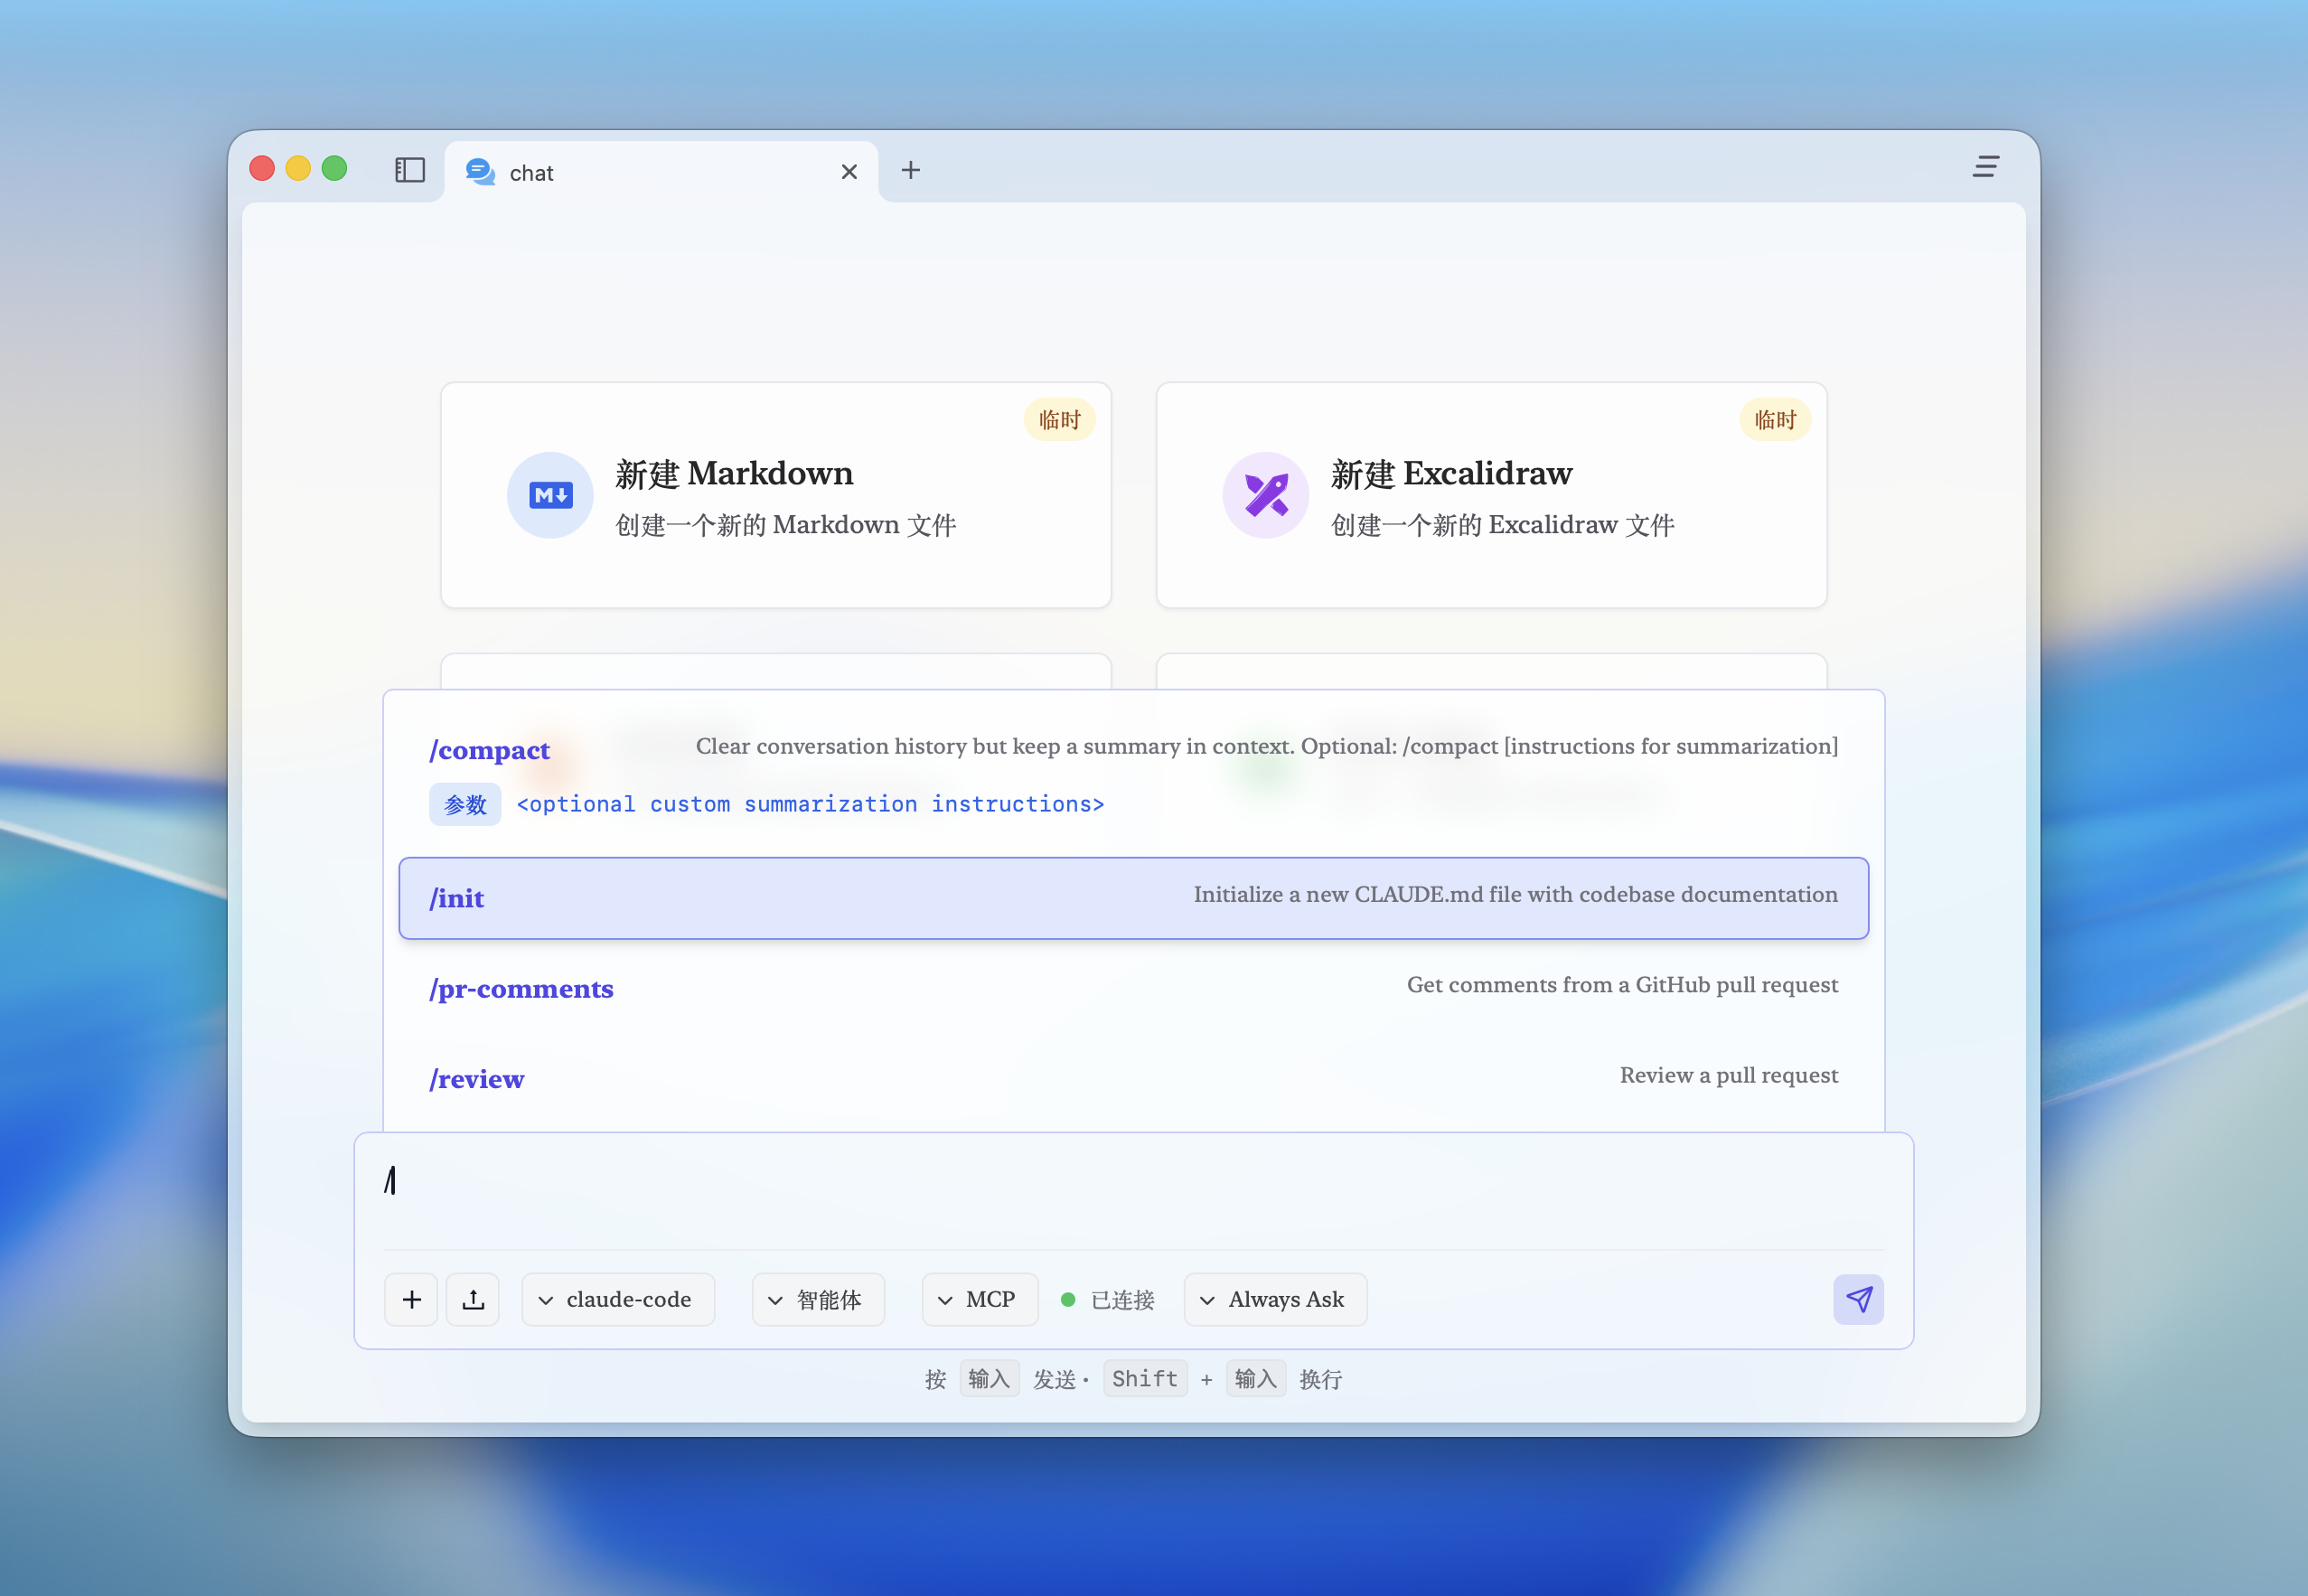 chat
临时
新建 Markdown
创建一个新的 Markdown 文件
临时
新建 Excalidraw
创建一个新的 Excalidraw 文件
/compact Clear conversation history but keep a summary in context. Optional: /compact [instructions for summarization]
参数 <optional custom summarization instructions>
/init Initialize a new CLAUDE.md file with codebase documentation
/pr-comments Get comments from a GitHub pull request
/review Review a pull request
/
claude-code 智能体 MCP 已连接 Always Ask
按 输入 发送 • Shift + 输入 换行